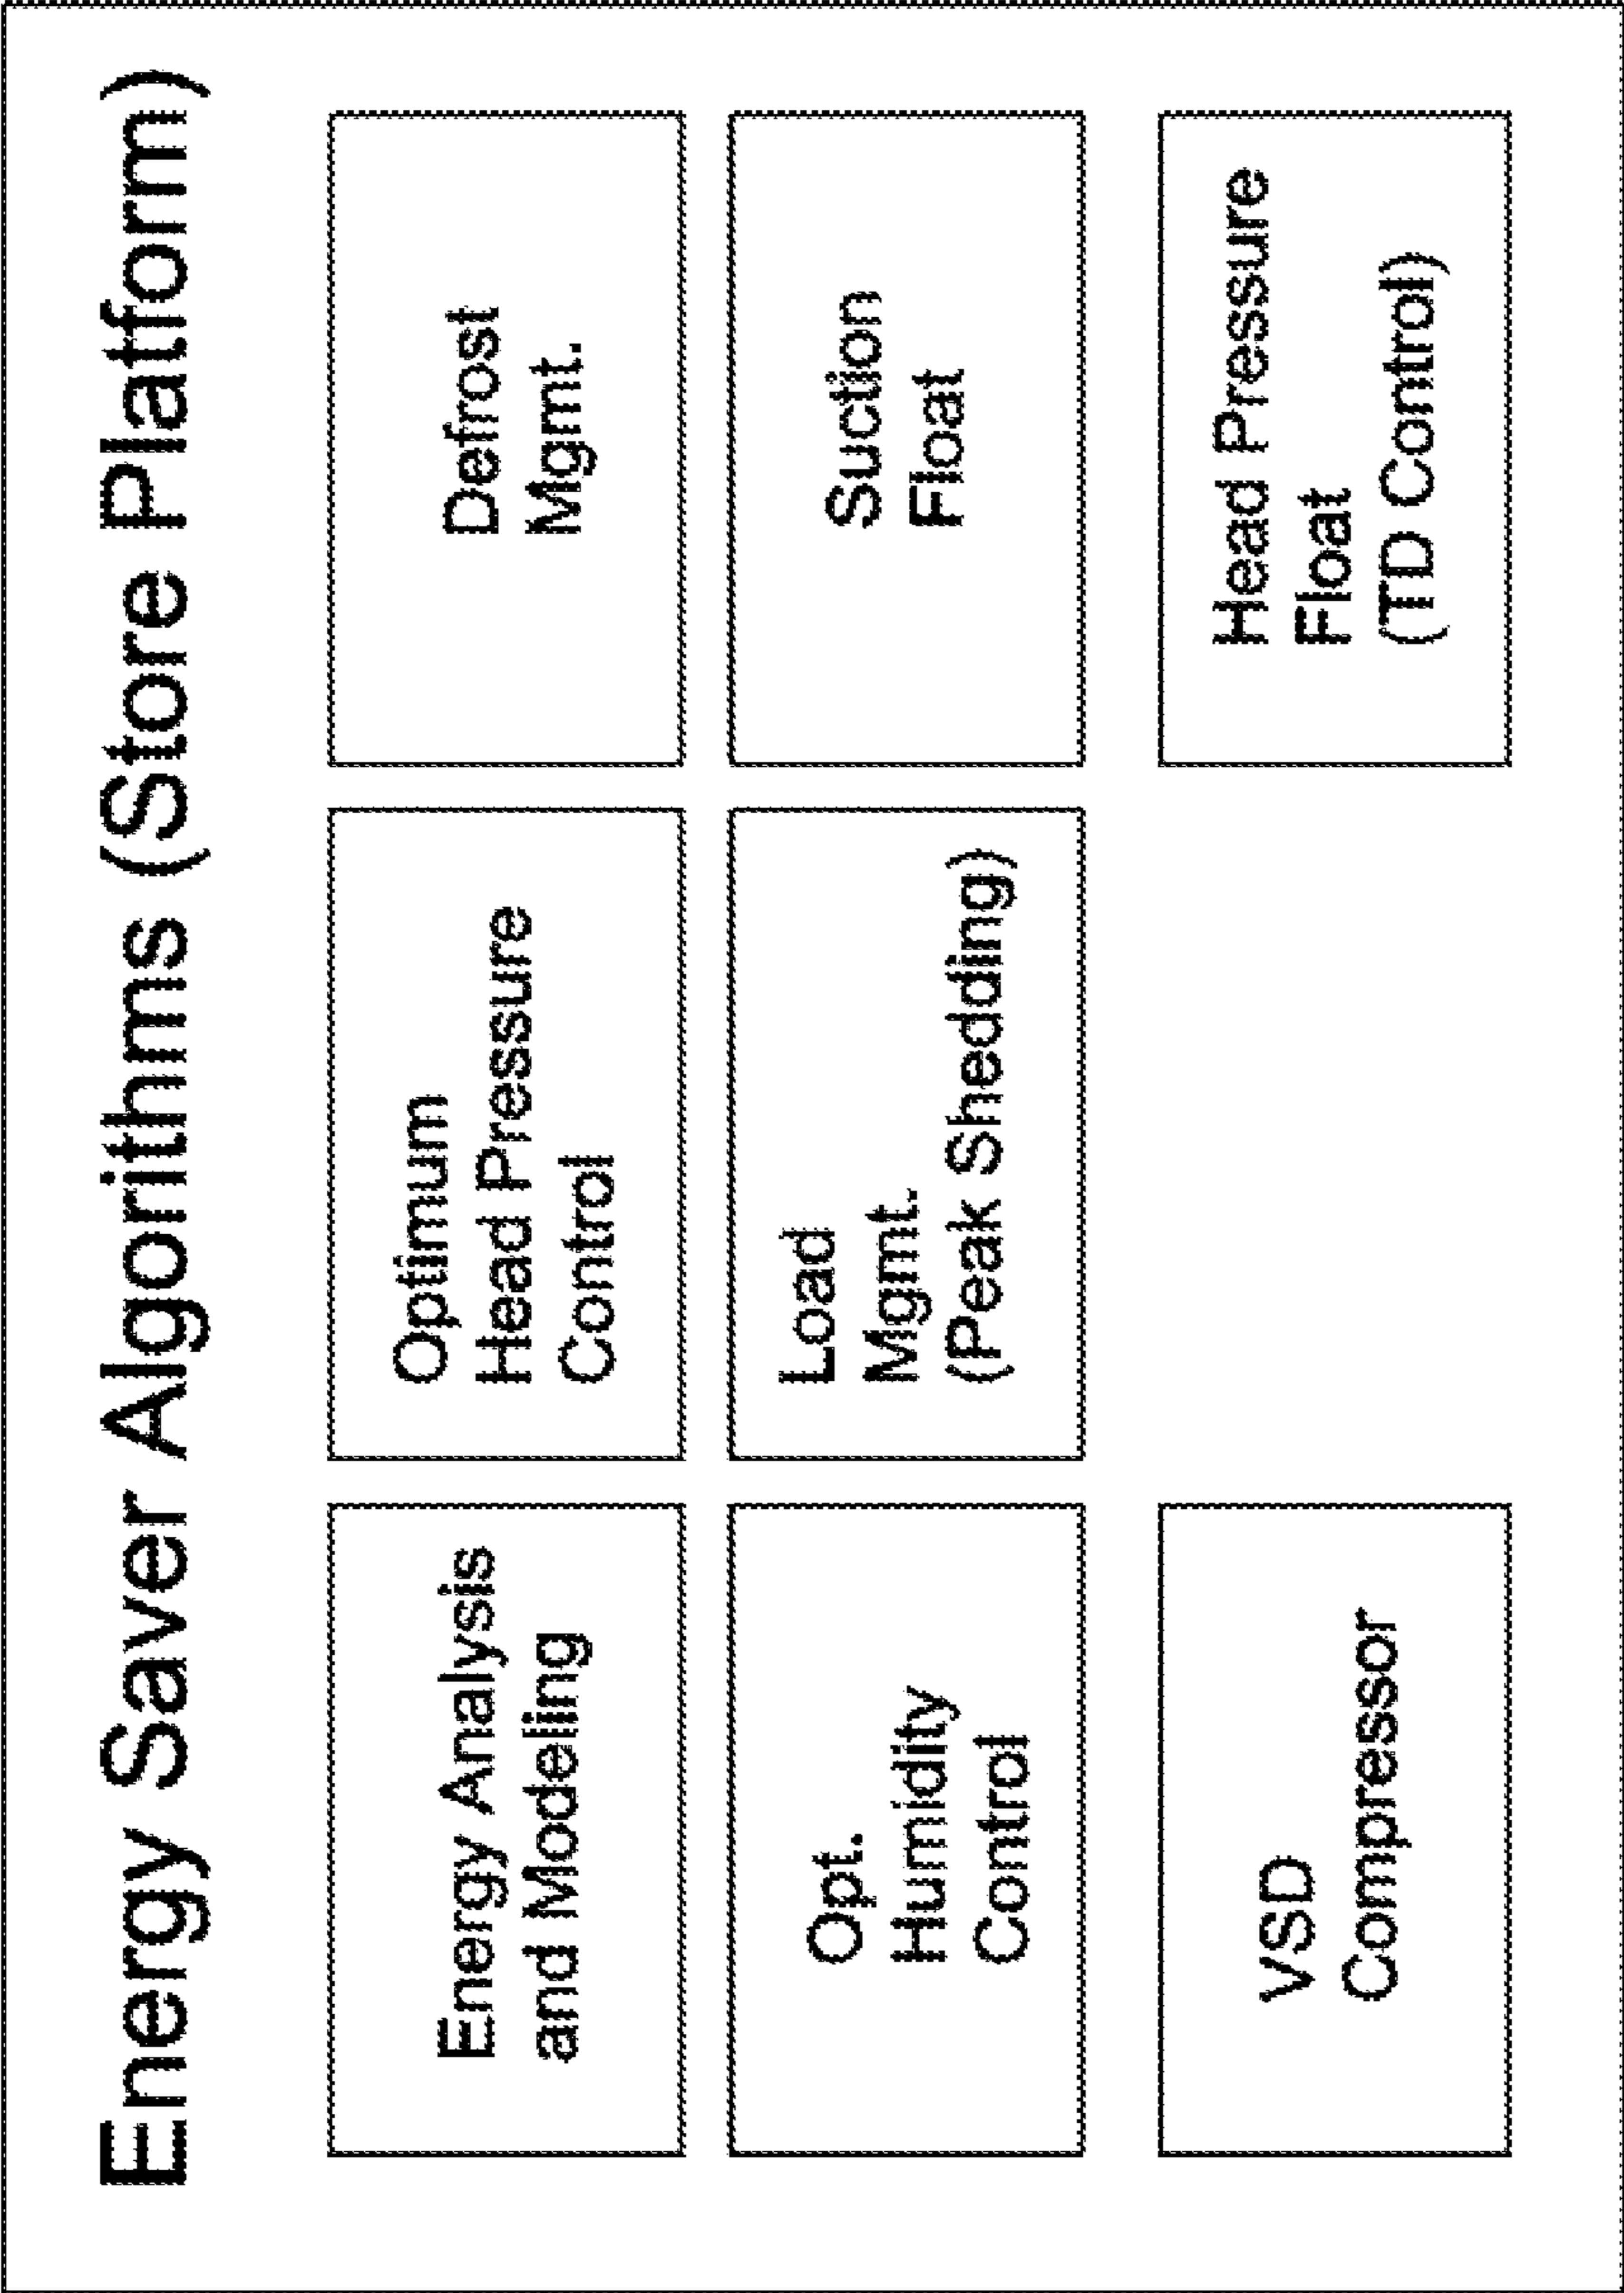 Energy Saver Algorithms (Store Platform)
Energy Analysis
and Modeling
Optimum
Head Pressure
Control
Defrost
Mgmt.
Opt.
Humidity
Control
Load
Mgmt.
(Peak Shedding)
Suction
Float
VSD
Compressor
Head Pressure
Float
(TD Control)